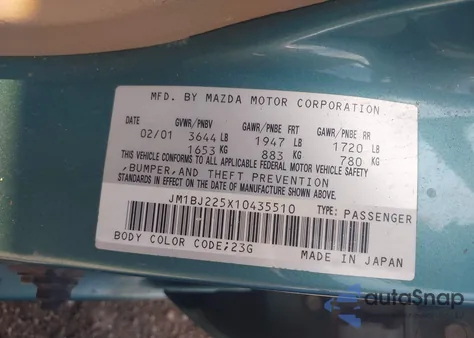 MFD. BY MAZDA MOTOR CORPORATION
DATE GVWR/PNBV GAWR/PNBE FRT GAWR/PNBE RR
02/01 3644 LB 1947 LB 1720 LB
1653 KG 883 KG 780 KG
THIS VEHICLE CONFORMS TO ALL APPLICABLE FEDERAL MOTOR VEHICLE SAFETY
,BUMPER,AND THEFT PREVENTION
STANDARDS IN EFFECT ON THE DATE OF MANUFACTURE SHOWN ABOVE.
JM1BJ225X10435510 TYPE: PASSENGER
BODY COLOR CODE;23G MADE IN JAPAN
autoSnap